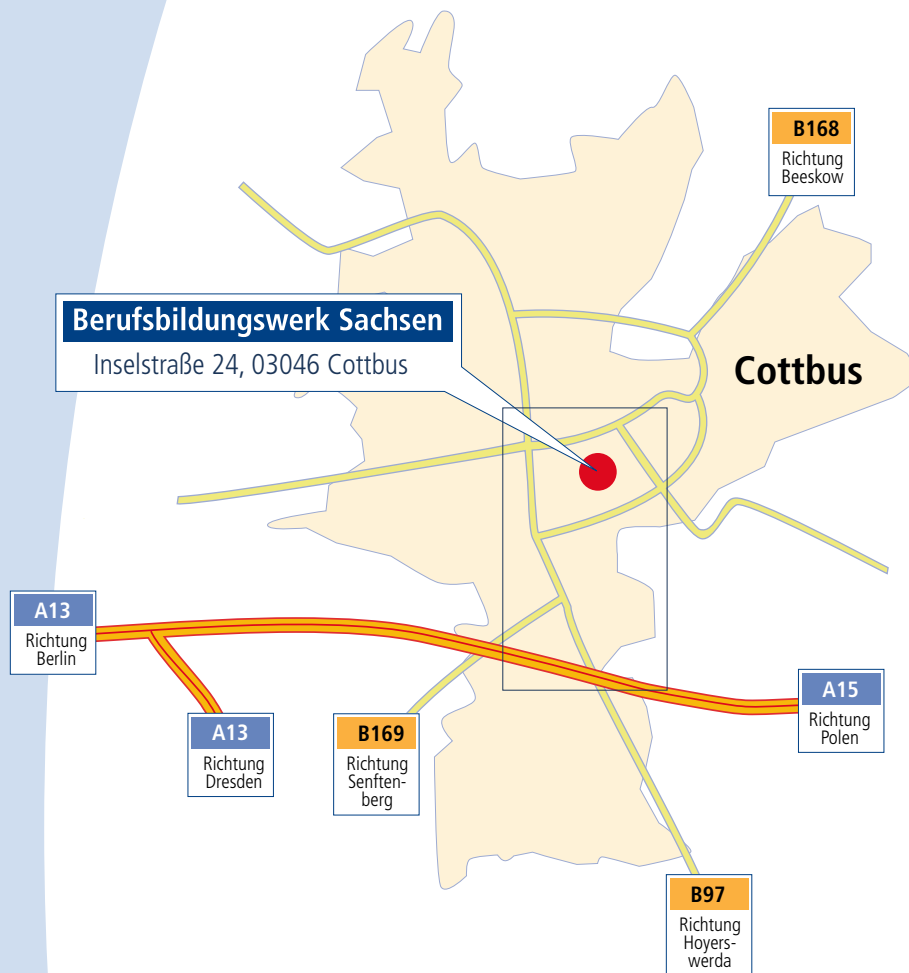 B168
Richtung
Beeskow
Berufsbildungswerk Sachsen
Inselstraße 24, 03046 Cottbus
Cottbus
A13
Richtung
Berlin
A13
Richtung
Dresden
B169
Richtung
Senften-
berg
A15
Richtung
Polen
B97
Richtung
Hoyers-
werda